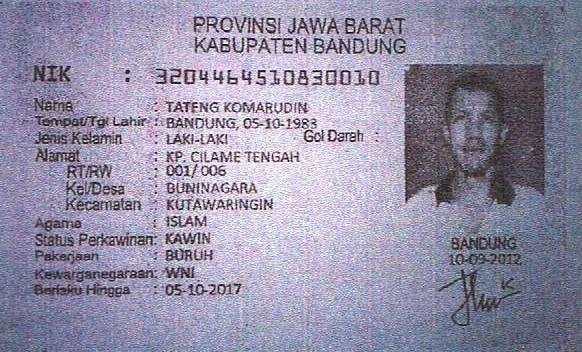 PROVINSI JAWA BARAT
KABUPATEN BANDUNG
NIK : 3204464510830010
Nama : TATENG KOMARUDIN
Tempat/Tgl Lahir : BANDUNG, 05-10-1983
Jenis Kelamin : LAKI-LAKI Gol Darah :
Alamat : KP. CILAME TENGAH
RT/RW : 001/ 006
Kel/Desa : BUNINAGARA
Kecamatan : KUTAWARINGIN
Agama : ISLAM
Status Perkawinan: KAWIN
Pekerjaan : BURUH
Kewarganegaraan: WNI
Berlaku Hingga : 05-10-2017
BANDUNG
10-09-2012